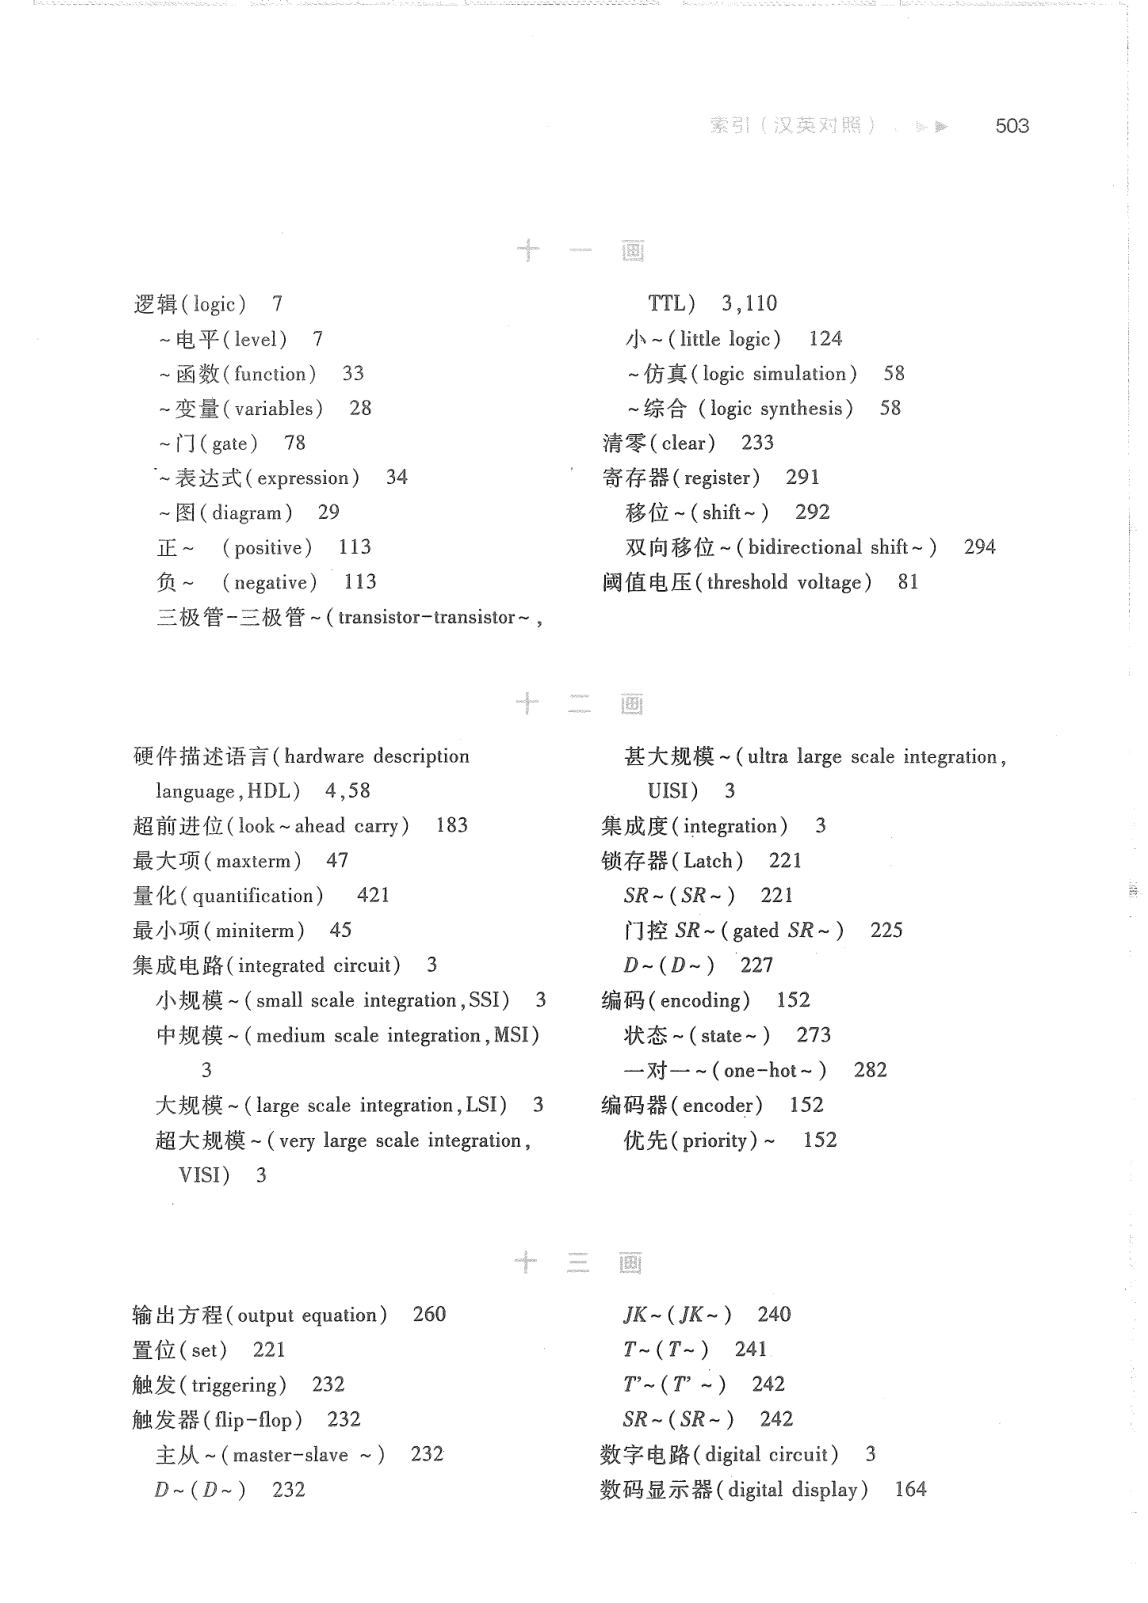 索引(汉英对照) 503
十一画
逻辑(logic) 7
~电平(level) 7
~函数(function) 33
~变量(variables) 28
~门(gate) 78
~表达式(expression) 34
~图(diagram) 29
正~ (positive) 113
负~ (negative) 113
三极管-三极管~(transistor-transistor~,
TTL) 3,110
小~(little logic) 124
~仿真(logic simulation) 58
~综合 (logic synthesis) 58
清零(clear) 233
寄存器(register) 291
移位~(shift~) 292
双向移位~(bidirectional shift~) 294
阈值电压(threshold voltage) 81
十二画
硬件描述语言(hardware description
language,HDL) 4,58
超前进位(look~ahead carry) 183
最大项(maxterm) 47
量化(quantification) 421
最小项(miniterm) 45
集成电路(integrated circuit) 3
小规模~(small scale integration,SSI) 3
中规模~(medium scale integration,MSI)
3
大规模~(large scale integration,LSI) 3
超大规模~(very large scale integration,
VISI) 3
甚大规模~(ultra large scale integration,
UISI) 3
集成度(integration) 3
锁存器(Latch) 221
SR~(SR~) 221
门控 SR~(gated SR~) 225
D~(D~) 227
编码(encoding) 152
状态~(state~) 273
一对一~(one-hot~) 282
编码器(encoder) 152
优先(priority)~ 152
十三画
输出方程(output equation) 260
置位(set) 221
触发(triggering) 232
触发器(flip-flop) 232
主从~(master-slave ~) 232
D~(D~) 232
JK~(JK~) 240
T~(T~) 241
T’~(T’ ~) 242
SR~(SR~) 242
数字电路(digital circuit) 3
数码显示器(digital display) 164